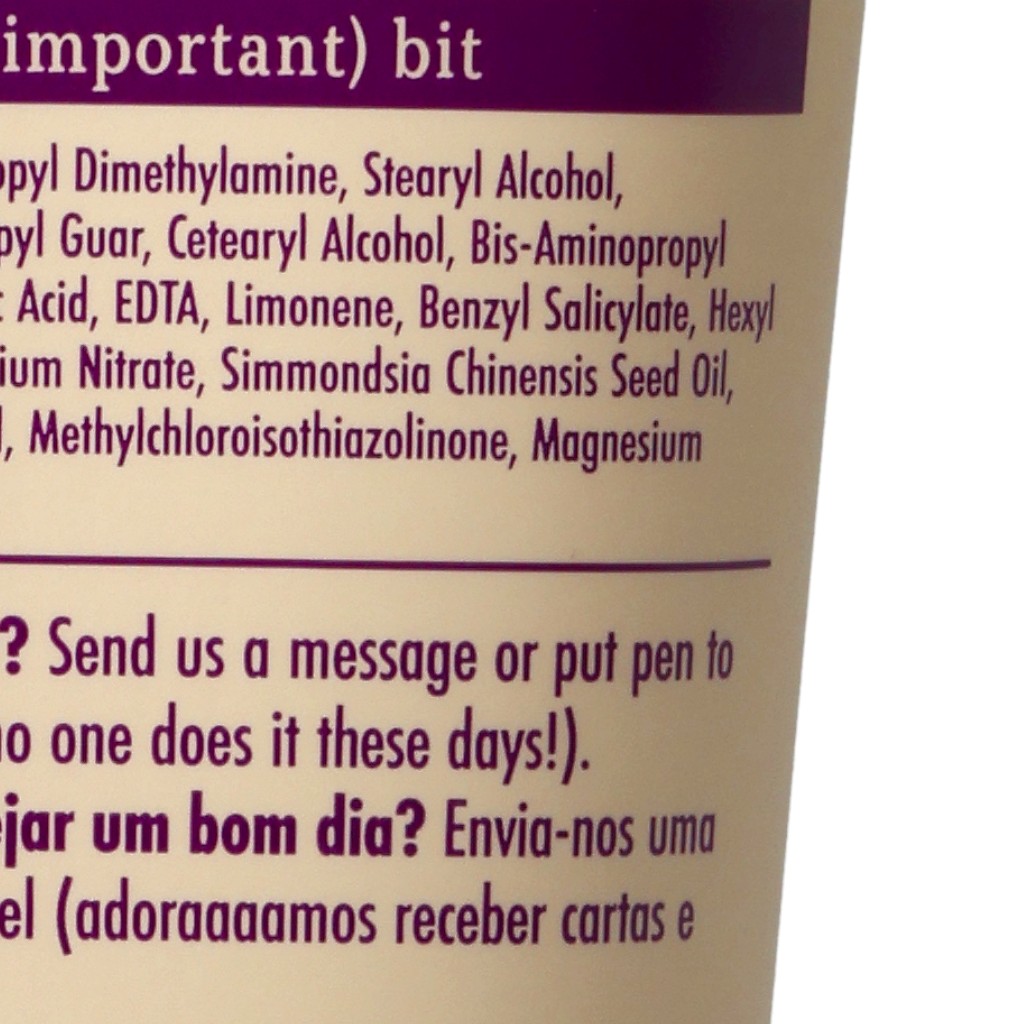 important) bit
opyl Dimethylamine, Stearyl Alcohol,
pyl Guar, Cetearyl Alcohol, Bis-Aminopropyl
Acid, EDTA, Limonene, Benzyl Salicylate, Hexyl
ium Nitrate, Simmondsia Chinensis Seed Oil,
, Methylchloroisothiazolinone, Magnesium
? Send us a message or put pen to
no one does it these days!).
ejar um bom dia? Envia-nos uma
el (adoraaaamos receber cartas e